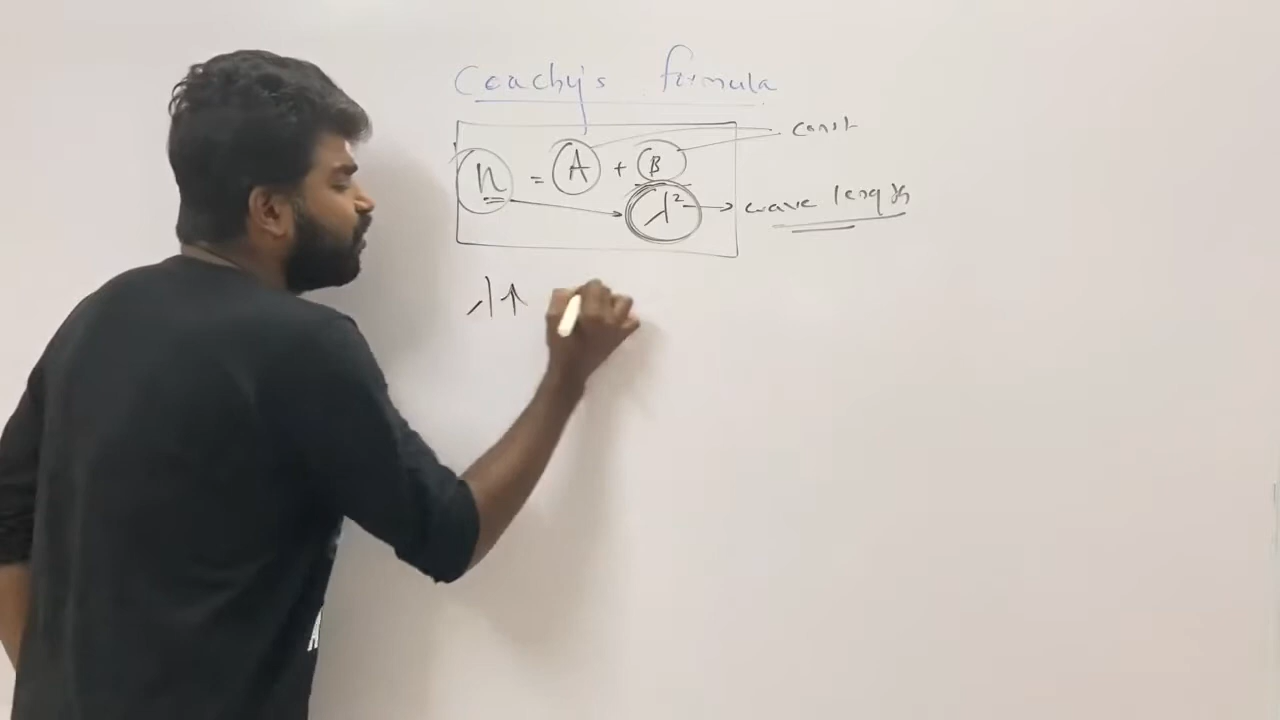 Coachy's formula
const
n = A + B
λ² → wave length
λ↑